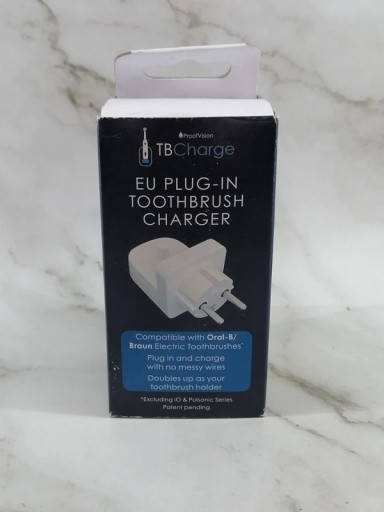 ProofVision
TBCharge
EU PLUG-IN
TOOTHBRUSH
CHARGER
Compatible with Oral-B/
Braun Electric Toothbrushes*
Plug in and charge
with no messy wires
Doubles up as your
toothbrush holder
*Excluding iO & Pulsonic Series
Patent pending